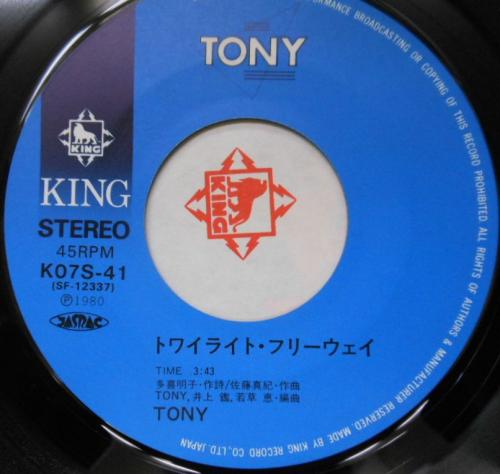 TONY
KING
KING
STEREO
45RPM
K07S-41
(SF-12337)
Ⓟ1980
JASRAC
KING
トワイライト・フリーウェイ
TIME 3:43
多喜明子・作詩/佐藤真紀・作曲
TONY, 井上 鑑, 若草 恵・編曲
TONY
FORMANCE BROADCASTING OR COPYING OF THIS RECORD PROHIBITED ALL RIGHTS OF AUTHORS & MANUFACTURER RESERVED. MADE BY KING RECORD CO., LTD. JAPAN